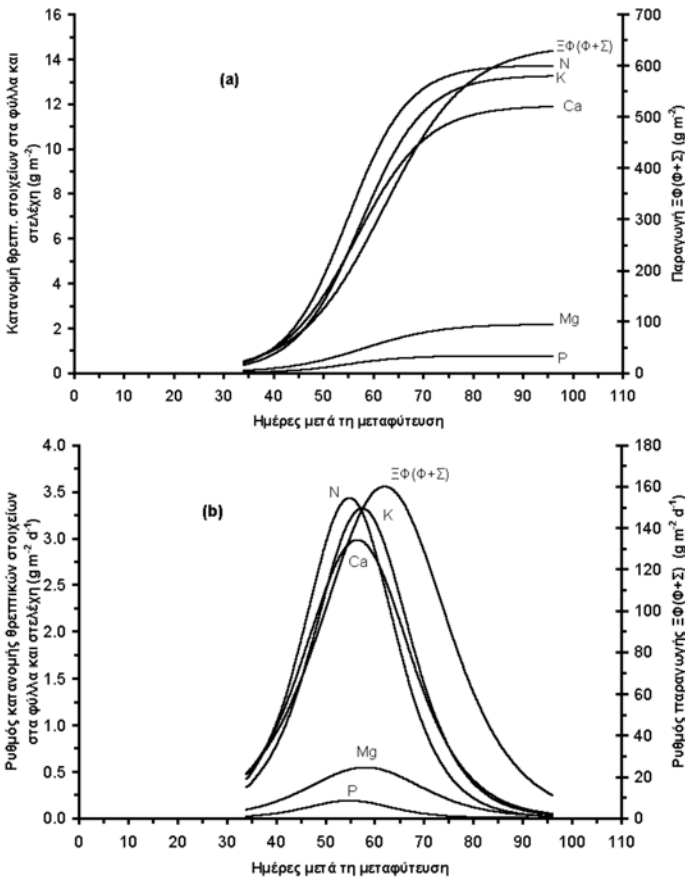 Κατανομή θρεπτ. στοιχείων στα φύλλα και
στελέχη (g m-2)
16
14
12
10
8
6
4
2
0
(a)
ΞΦ(Φ+Σ)
N
K
Ca
Mg
P
700
600
500
400
300
200
100
0
Παραγωγή ΞΦ(Φ+Σ) (g m-2)
0 10 20 30 40 50 60 70 80 90 100 110
Ημέρες μετά τη μεταφύτευση
Ρυθμός κατανομής θρεπτικών στοιχείων
στα φύλλα και στελέχη (g m-2 d-1)
4.0
3.5
3.0
2.5
2.0
1.5
1.0
0.5
0.0
(b)
ΞΦ(Φ+Σ)
N
K
Ca
Mg
P
180
160
140
120
100
80
60
40
20
0
Ρυθμός παραγωγής ΞΦ(Φ+Σ) (g m-2 d-1)
0 10 20 30 40 50 60 70 80 90 100 110
Ημέρες μετά τη μεταφύτευση